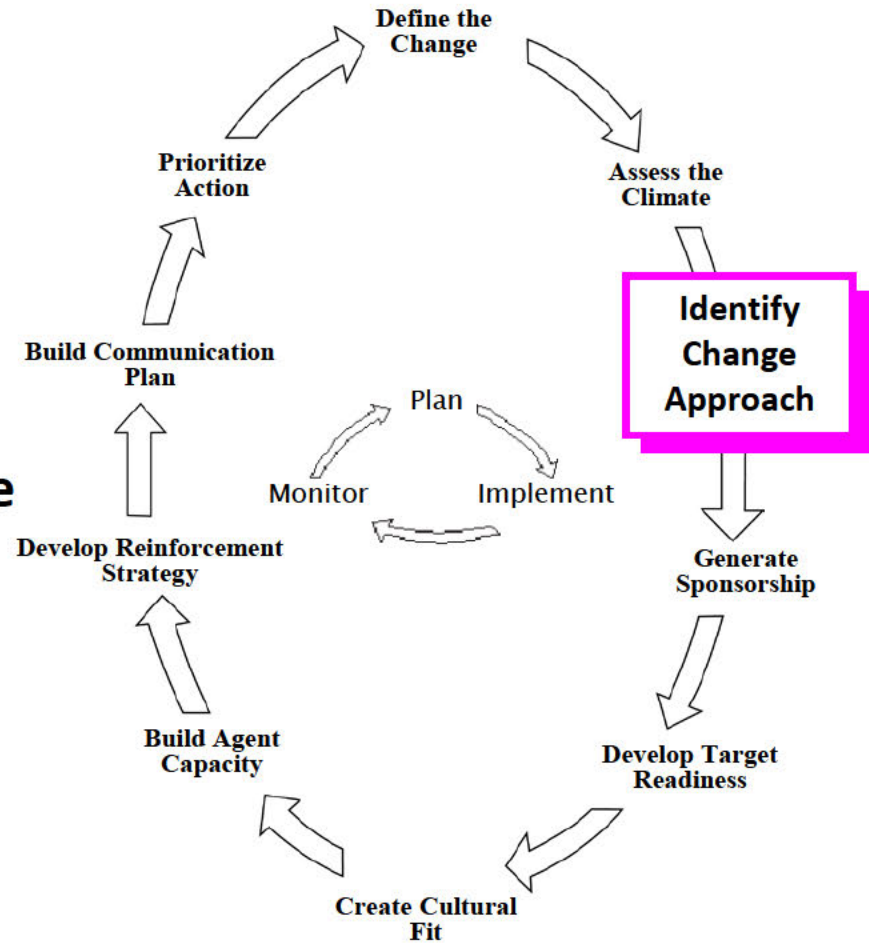 Define the
Change
Assess the
Climate
Identify
Change
Approach
Generate
Sponsorship
Develop Target
Readiness
Create Cultural
Fit
Build Agent
Capacity
Develop Reinforcement
Strategy
Build Communication
Plan
Prioritize
Action
Plan
Implement
Monitor
e